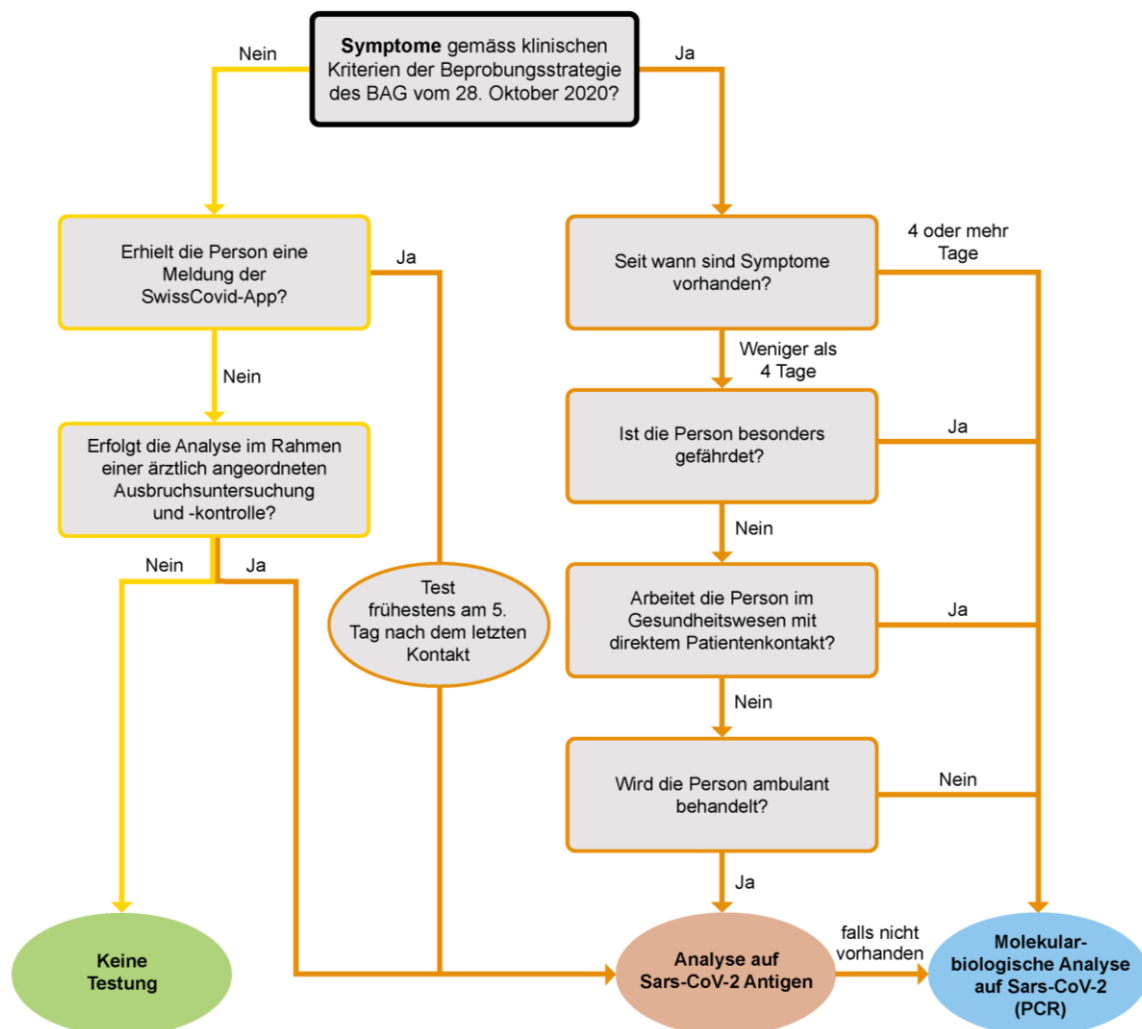 Symptome gemäss klinischen
Kriterien der Beprobungsstrategie
des BAG vom 28. Oktober 2020?
Nein
Ja
Erhielt die Person eine
Meldung der
SwissCovid-App?
Ja
Seit wann sind Symptome
vorhanden?
4 oder mehr
Tage
Nein
Weniger als
4 Tage
Erfolgt die Analyse im Rahmen
einer ärztlich angeordneten
Ausbruchsuntersuchung
und -kontrolle?
Ist die Person besonders
gefährdet?
Ja
Nein
Nein
Ja
Test
frühestens am 5.
Tag nach dem letzten
Kontakt
Arbeitet die Person im
Gesundheitswesen mit
direktem Patientenkontakt?
Ja
Nein
Wird die Person ambulant
behandelt?
Nein
Ja
Keine
Testung
Analyse auf
Sars-CoV-2 Antigen
falls nicht
vorhanden
Molekular-
biologische Analyse
auf Sars-CoV-2
(PCR)